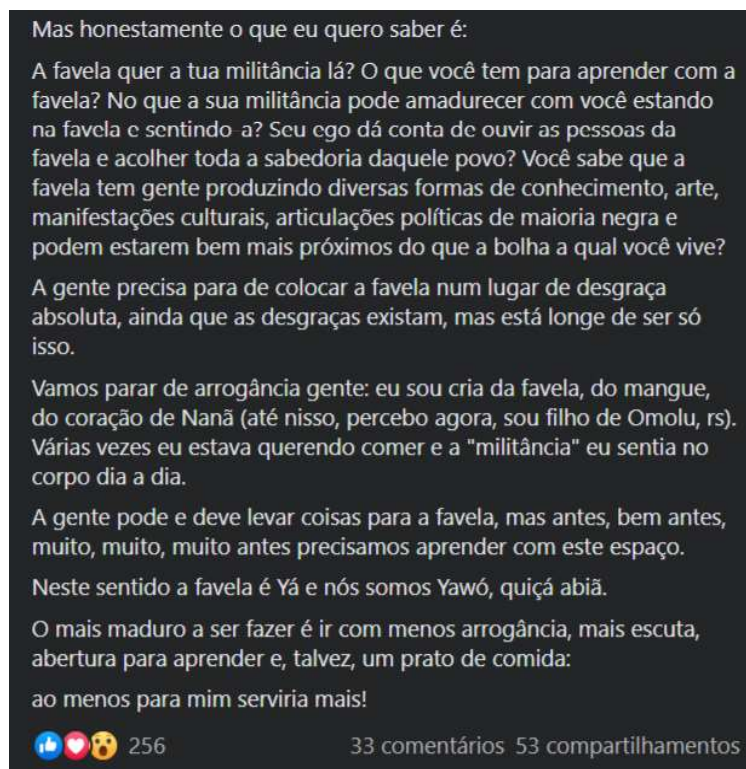 Mas honestamente o que eu quero saber é:
A favela quer a tua militância lá? O que você tem para aprender com a
favela? No que a sua militância pode amadurecer com você estando
na favela e sentindo-a? Seu ego dá conta de ouvir as pessoas da
favela e acolher toda a sabedoria daquele povo? Você sabe que a
favela tem gente produzindo diversas formas de conhecimento, arte,
manifestações culturais, articulações políticas de maioria negra e
podem estarem bem mais próximos do que a bolha a qual você vive?
A gente precisa para de colocar a favela num lugar de desgraça
absoluta, ainda que as desgraças existam, mas está longe de ser só
isso.
Vamos parar de arrogância gente: eu sou cria da favela, do mangue,
do coração de Nanã (até nisso, percebo agora, sou filho de Omolu, rs).
Várias vezes eu estava querendo comer e a "militância" eu sentia no
corpo dia a dia.
A gente pode e deve levar coisas para a favela, mas antes, bem antes,
muito, muito, muito antes precisamos aprender com este espaço.
Neste sentido a favela é Yá e nós somos Yawó, quiçá abiã.
O mais maduro a ser fazer é ir com menos arrogância, mais escuta,
abertura para aprender e, talvez, um prato de comida:
ao menos para mim serviria mais!
256 33 comentários 53 compartilhamentos